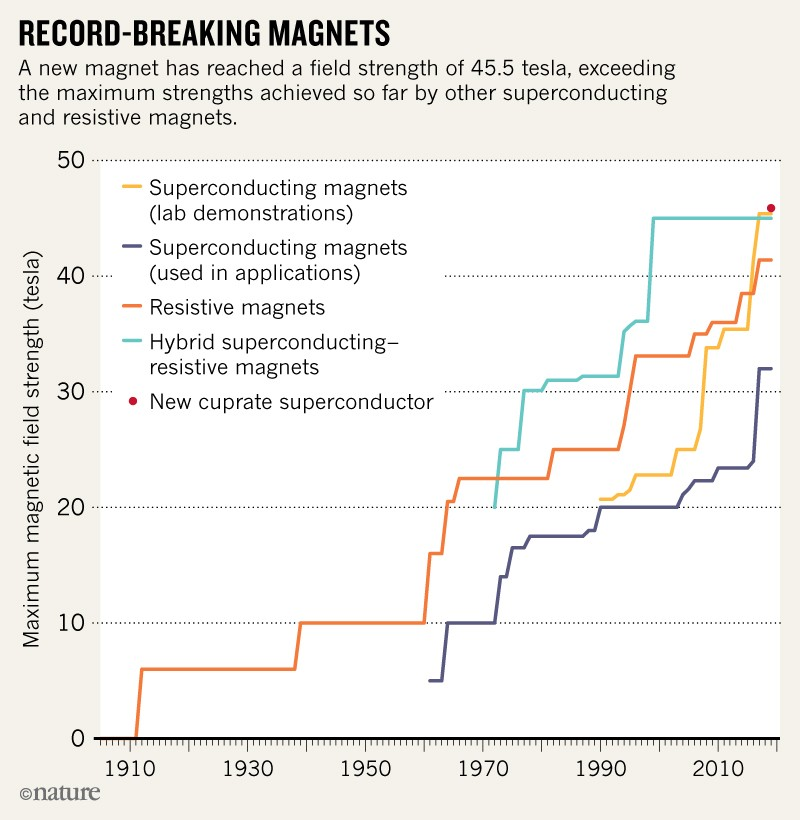 RECORD-BREAKING MAGNETS
A new magnet has reached a field strength of 45.5 tesla, exceeding
the maximum strengths achieved so far by other superconducting
and resistive magnets.
Maximum magnetic field strength (tesla)
50
40
30
20
10
0
Superconducting magnets
(lab demonstrations)
Superconducting magnets
(used in applications)
Resistive magnets
Hybrid superconducting–
resistive magnets
New cuprate superconductor
1910 1930 1950 1970 1990 2010
©nature